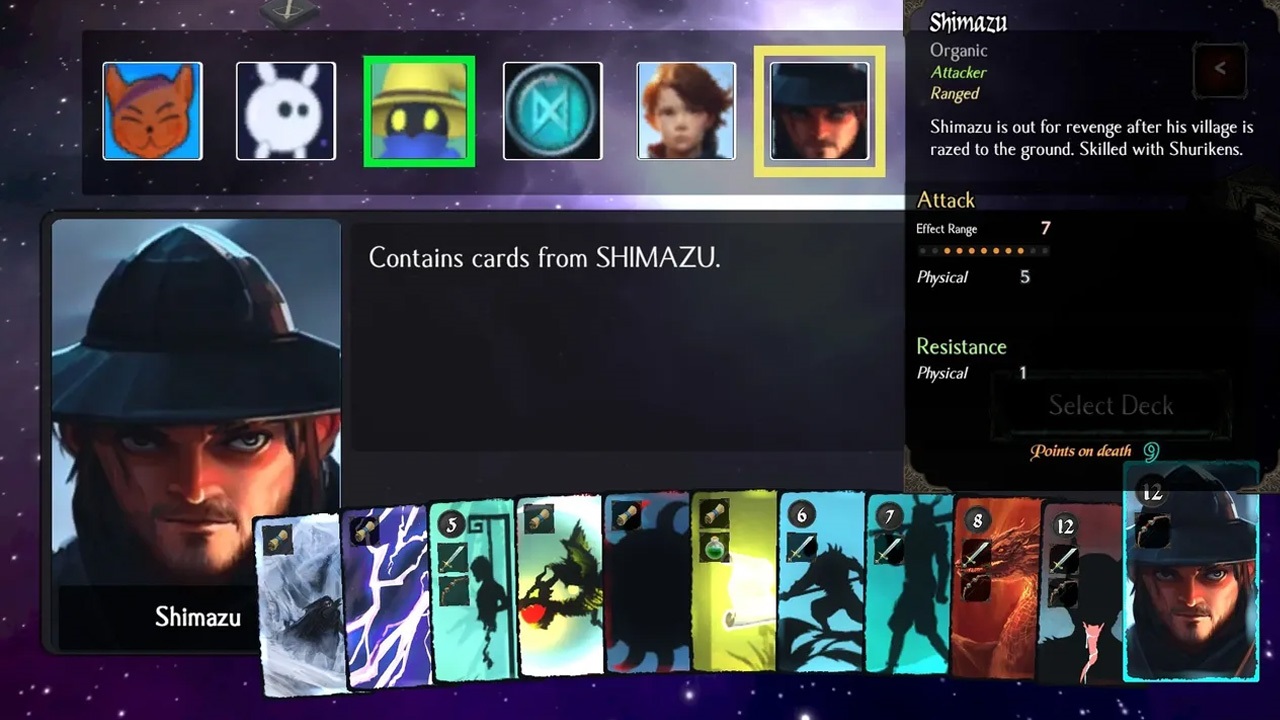 Shimazu
Organic
Attacker
Ranged
<
Shimazu is out for revenge after his village is
razed to the ground. Skilled with Shurikens.
Attack
Effect Range 7
Physical 5
Resistance
Physical 1
Select Deck
Points on death 9
Contains cards from SHIMAZU.
Shimazu
5
6
7
8
12
12